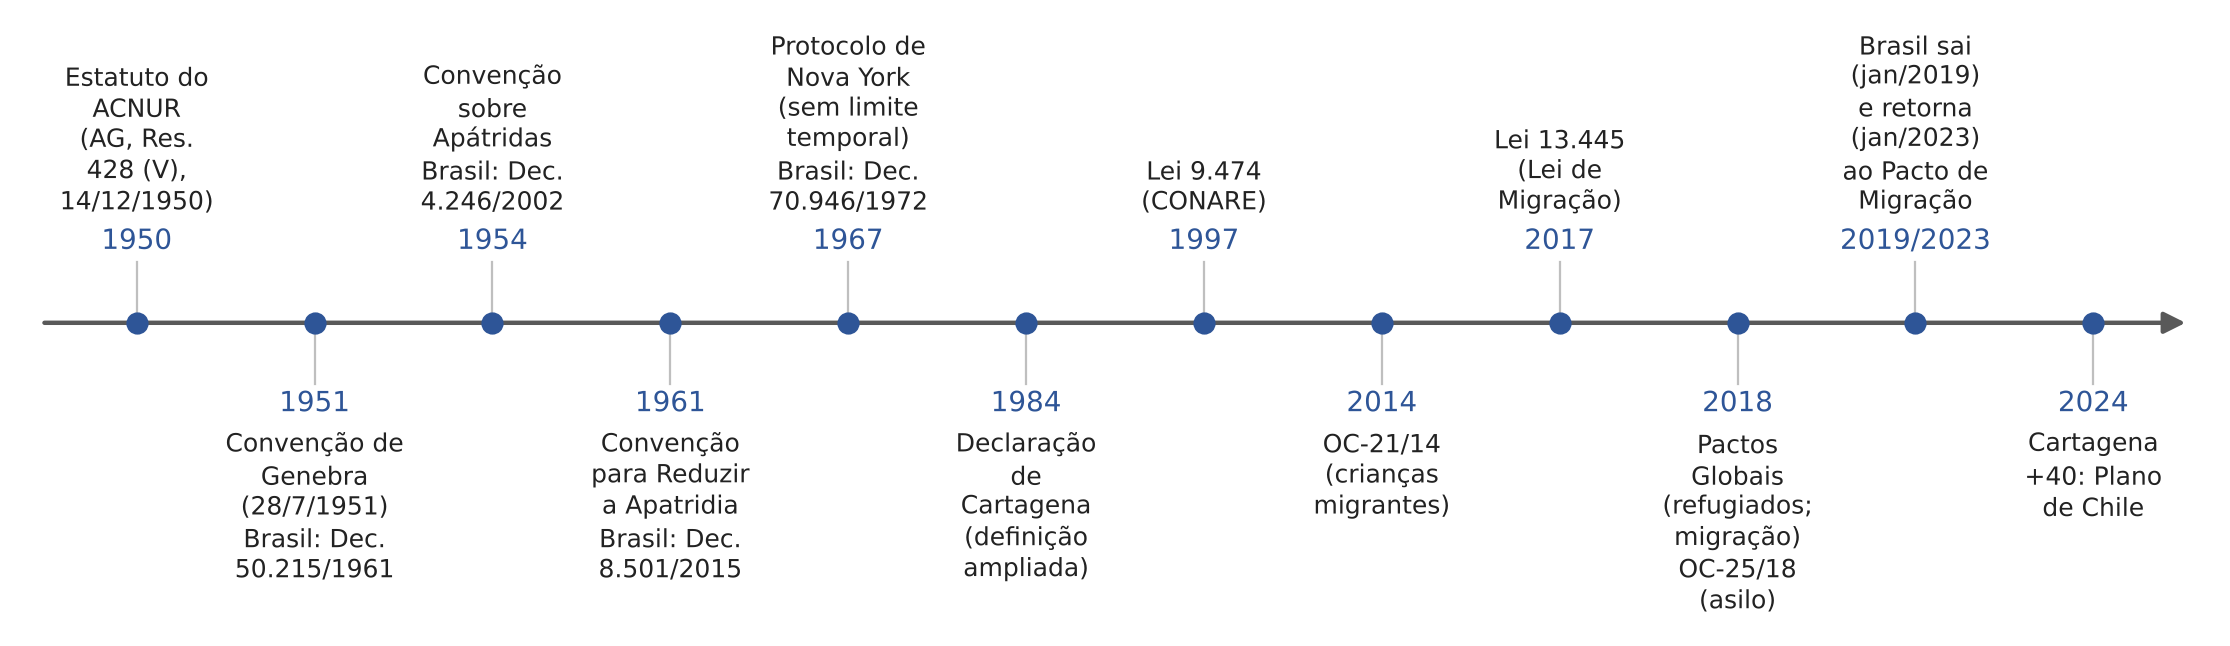 Estatuto do
ACNUR
(AG, Res.
428 (V),
14/12/1950)
1950
1951
Convenção de
Genebra
(28/7/1951)
Brasil: Dec.
50.215/1961
Convenção
sobre
Apátridas
Brasil: Dec.
4.246/2002
1954
1961
Convenção
para Reduzir
a Apatridia
Brasil: Dec.
8.501/2015
Protocolo de
Nova York
(sem limite
temporal)
Brasil: Dec.
70.946/1972
1967
1984
Declaração
de
Cartagena
(definição
ampliada)
Lei 9.474
(CONARE)
1997
2014
OC-21/14
(crianças
migrantes)
Lei 13.445
(Lei de
Migração)
2017
2018
Pactos
Globais
(refugiados;
migração)
OC-25/18
(asilo)
Brasil sai
(jan/2019)
e retorna
(jan/2023)
ao Pacto de
Migração
2019/2023
2024
Cartagena
+40: Plano
de Chile